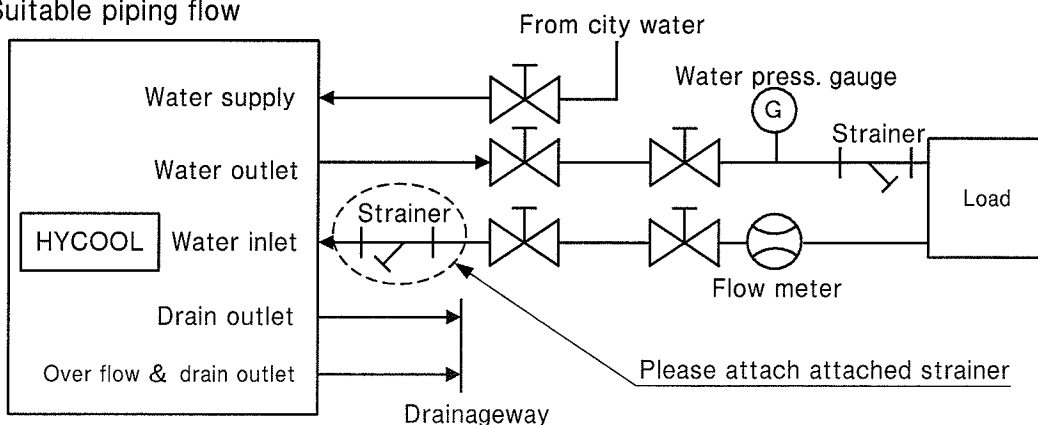 Suitable piping flow
From city water
Water supply
Water press. gauge
G
Strainer
Water outlet
Load
Strainer
HYCOOL
Water inlet
Flow meter
Drain outlet
Please attach attached strainer
Over flow & drain outlet
Drainageway